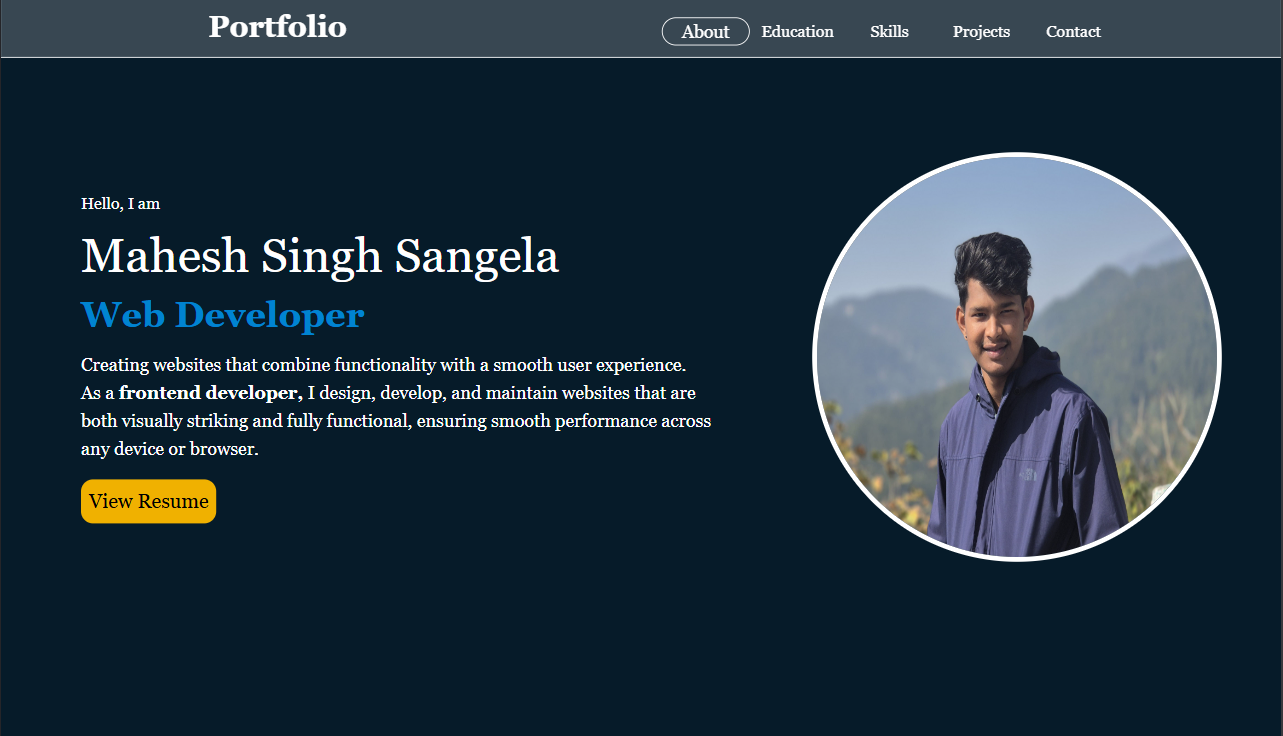 Portfolio
About Education Skills Projects Contact
Hello, I am
Mahesh Singh Sangela
Web Developer
Creating websites that combine functionality with a smooth user experience.
As a frontend developer, I design, develop, and maintain websites that are
both visually striking and fully functional, ensuring smooth performance across
any device or browser.
View Resume